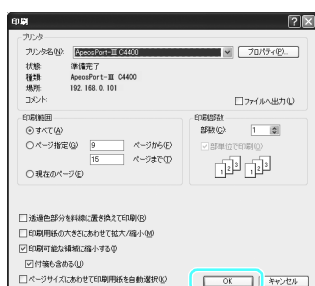 印刷
プリンタ
プリンタ名(N): ApeosPort-Ⅲ C4400 プロパティ(P)...
状態: 準備完了
種類: ApeosPort-Ⅲ C4400
場所: 192.168.0.101
コメント: ファイルへ出力(L)
印刷範囲
すべて(A)
ページ指定(G) 9 ページから(F)
15 ページまで(T)
現在のページ(E)
印刷部数
部数(C): 1
部単位で印刷(O)
1 2 3 1 2 3
透過色部分を斜線に置き換えて印刷(R)
印刷用紙の大きさにあわせて拡大/縮小(M)
印刷可能な領域に縮小する(I)
付箋も含める(U)
ページサイズにあわせて印刷用紙を自動選択(K)
OK キャンセル